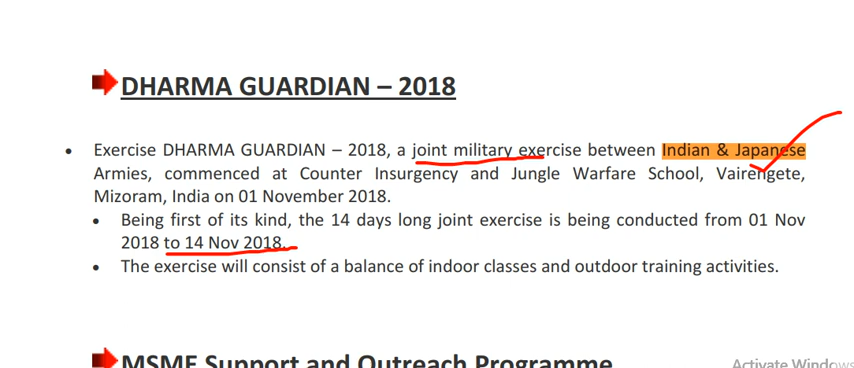 DHARMA GUARDIAN – 2018
• Exercise DHARMA GUARDIAN – 2018, a joint military exercise between Indian & Japanese
Armies, commenced at Counter Insurgency and Jungle Warfare School, Vairengete,
Mizoram, India on 01 November 2018.
• Being first of its kind, the 14 days long joint exercise is being conducted from 01 Nov
2018 to 14 Nov 2018.
• The exercise will consist of a balance of indoor classes and outdoor training activities.
MSME Support and Outreach Programme
Activate Windows